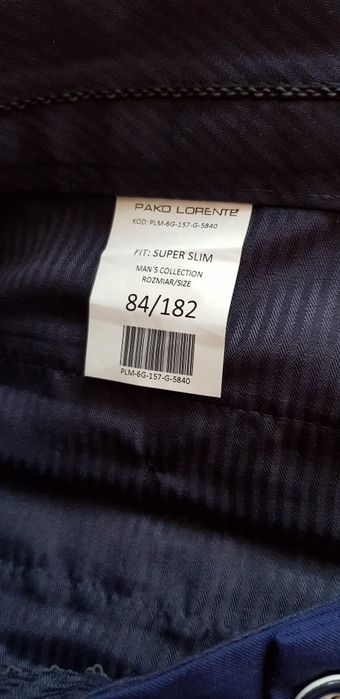 PAKO LORENTE
KOD: PLM-6G-157-G-5840
FIT: SUPER SLIM
MAN'S COLLECTION
ROZMIAR/SIZE
84/182
PLM-6G-157-G-5840